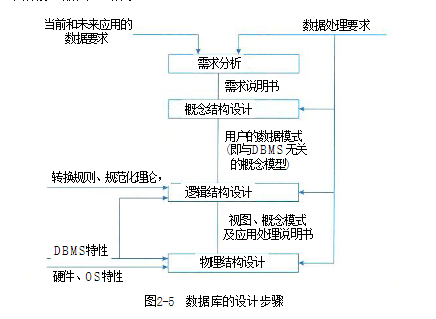 当前和未来应用的
数据要求
数据处理要求
需求分析
需求说明书
概念结构设计
用户的数据模式
(即与DBMS无关
的概念模型)
转换规则、规范化理论,
逻辑结构设计
视图、概念模式
及应用处理说明书
DBMS特性
物理结构设计
硬件、OS特性
图2-5 数据库的设计步骤